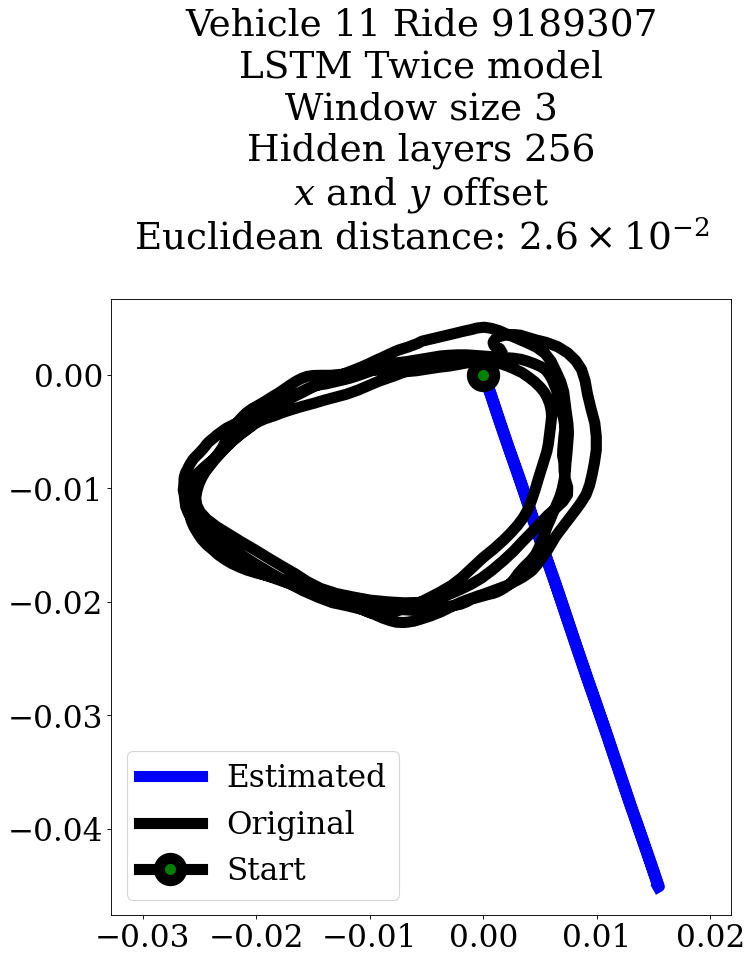 Vehicle 11 Ride 9189307
LSTM Twice model
Window size 3
Hidden layers 256
x and y offset
Euclidean distance: 2.6 × 10⁻²
0.00
−0.01
−0.02
−0.03
−0.04
Estimated
Original
Start
−0.03 −0.02 −0.01 0.00 0.01 0.02